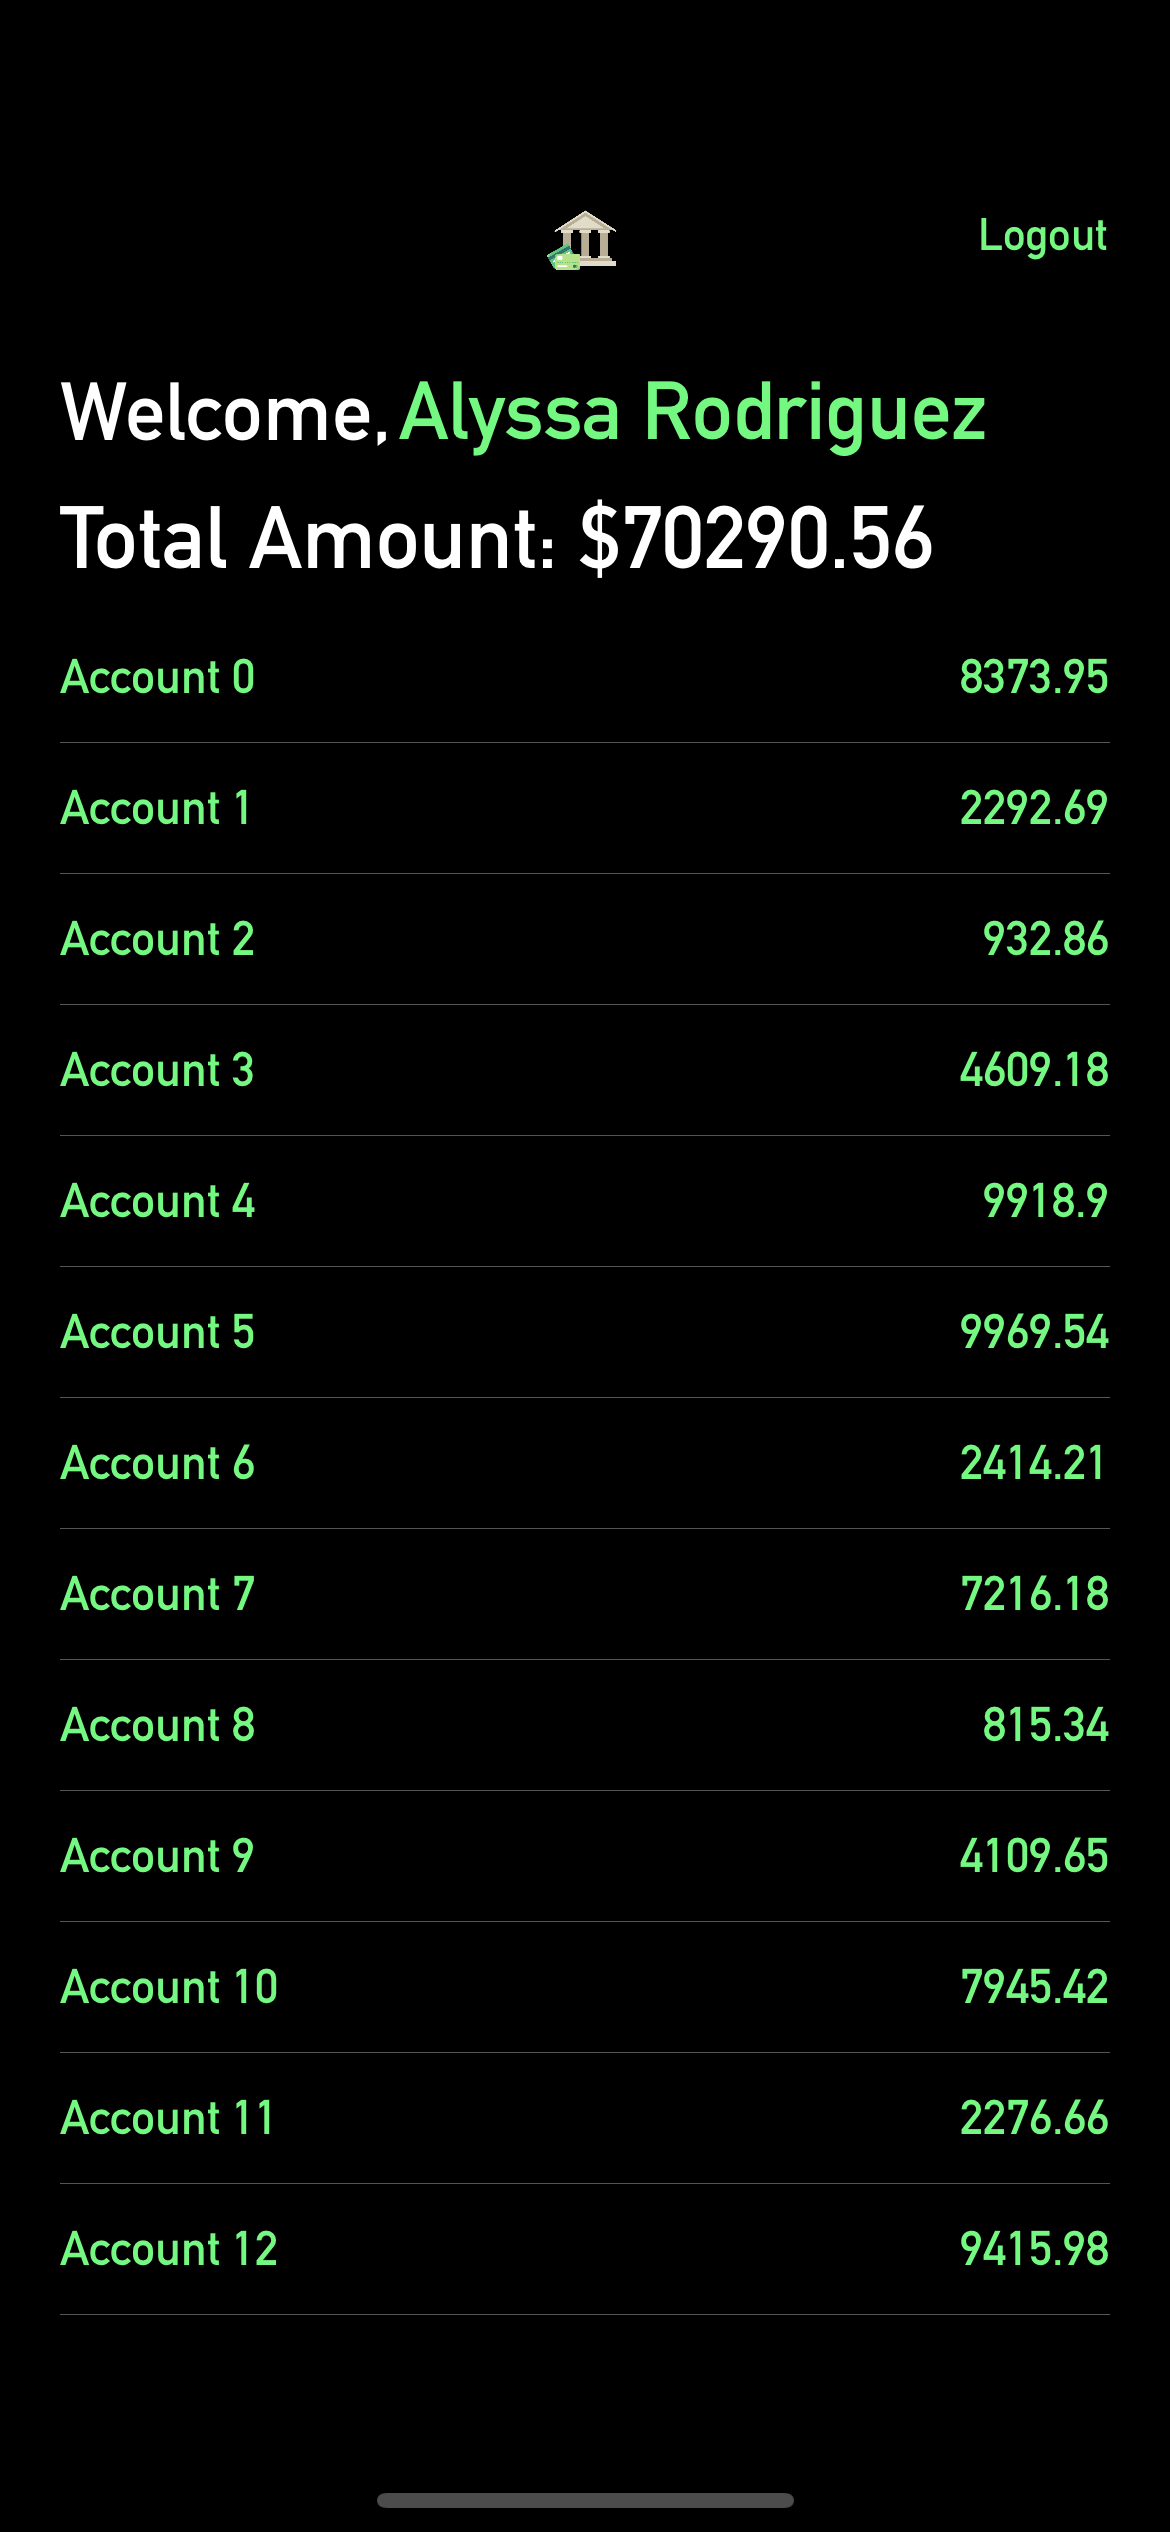 Logout
Welcome, Alyssa Rodriguez
Total Amount: $70290.56
Account 0 8373.95
Account 1 2292.69
Account 2 932.86
Account 3 4609.18
Account 4 9918.9
Account 5 9969.54
Account 6 2414.21
Account 7 7216.18
Account 8 815.34
Account 9 4109.65
Account 10 7945.42
Account 11 2276.66
Account 12 9415.98